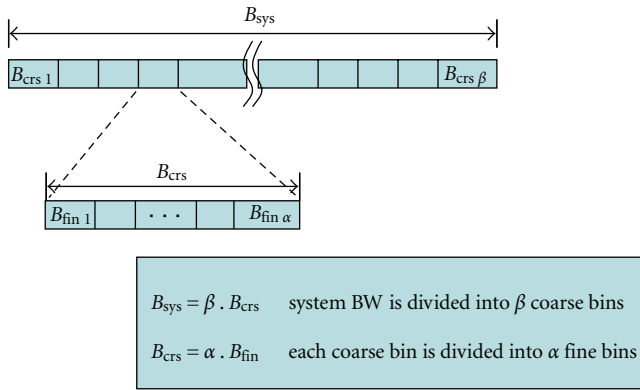 B_sys
B_crs 1 B_crs β
B_crs
B_fin 1 · · · B_fin α
B_sys = β . B_crs system BW is divided into β coarse bins
B_crs = α . B_fin each coarse bin is divided into α fine bins